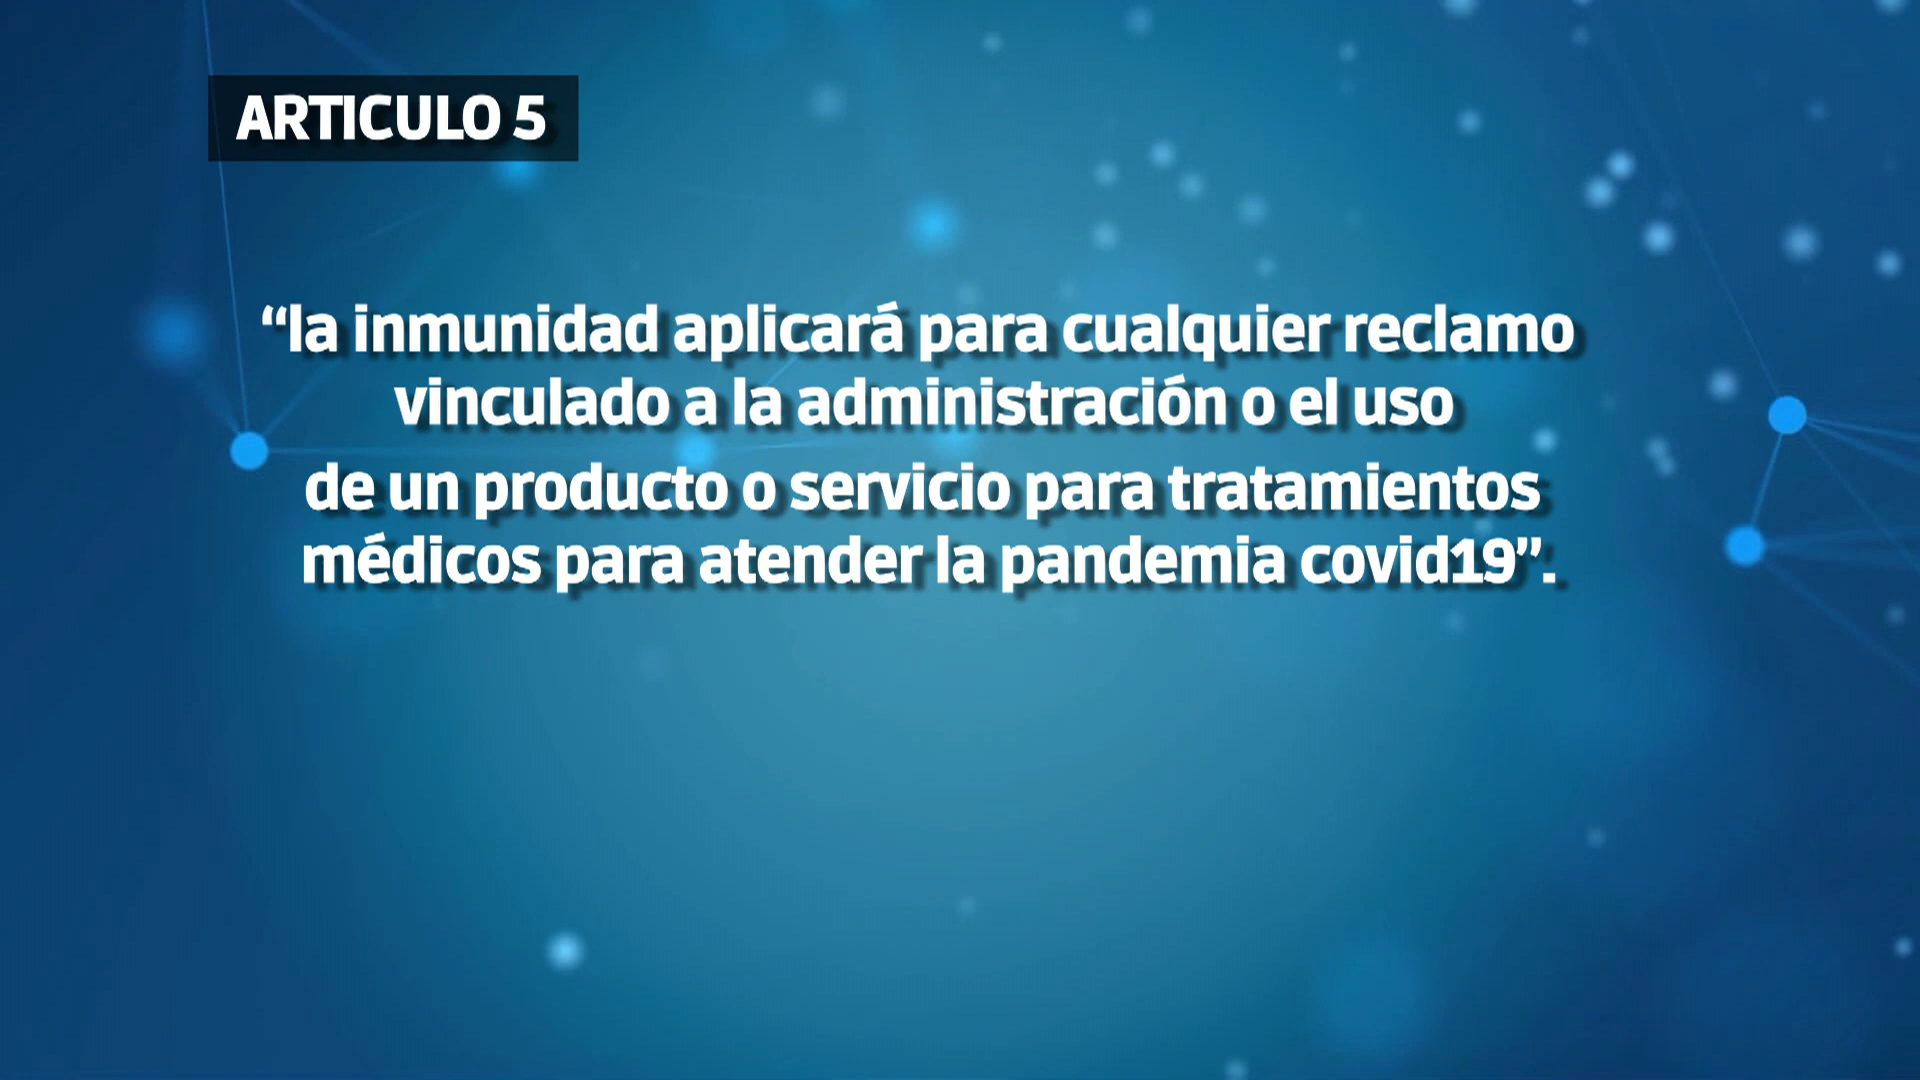 ARTICULO 5
“la inmunidad aplicará para cualquier reclamo
vinculado a la administración o el uso
de un producto o servicio para tratamientos
médicos para atender la pandemia covid19”.